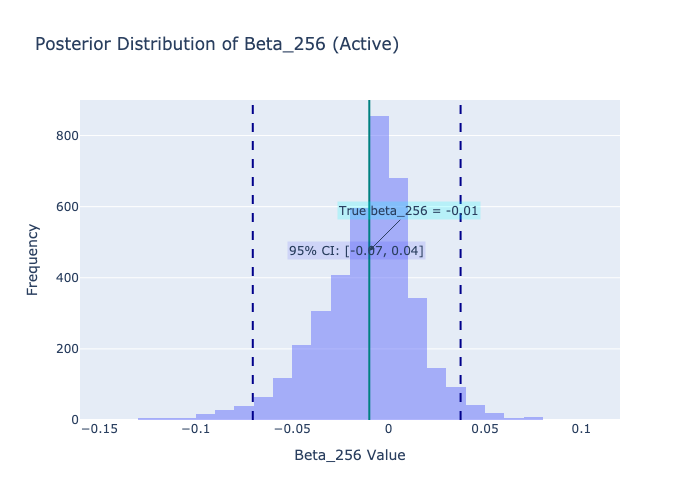 Posterior Distribution of Beta_256 (Active)
800
600
400
200
0
Frequency
True beta_256 = -0.01
95% CI: [-0.07, 0.04]
−0.15
−0.1
−0.05
0
0.05
0.1
Beta_256 Value